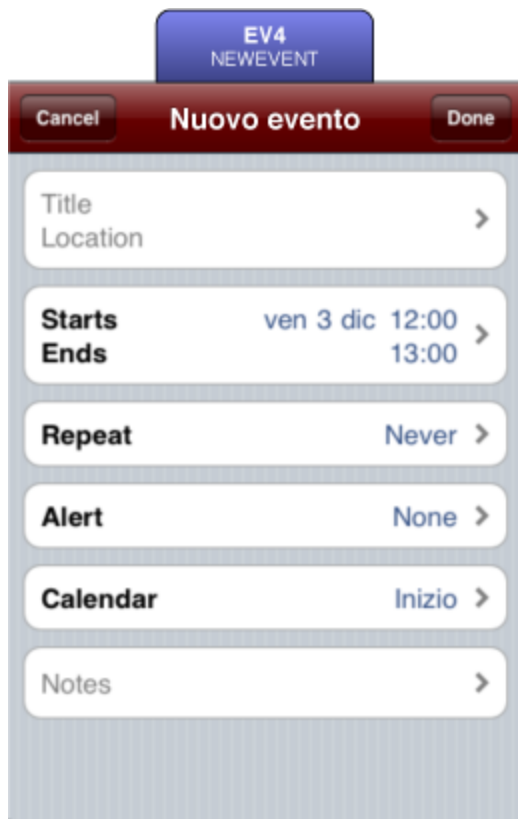 EV4
NEWEVENT
Cancel Nuovo evento Done
Title
Location
Starts ven 3 dic 12:00
Ends 13:00
Repeat Never
Alert None
Calendar Inizio
Notes